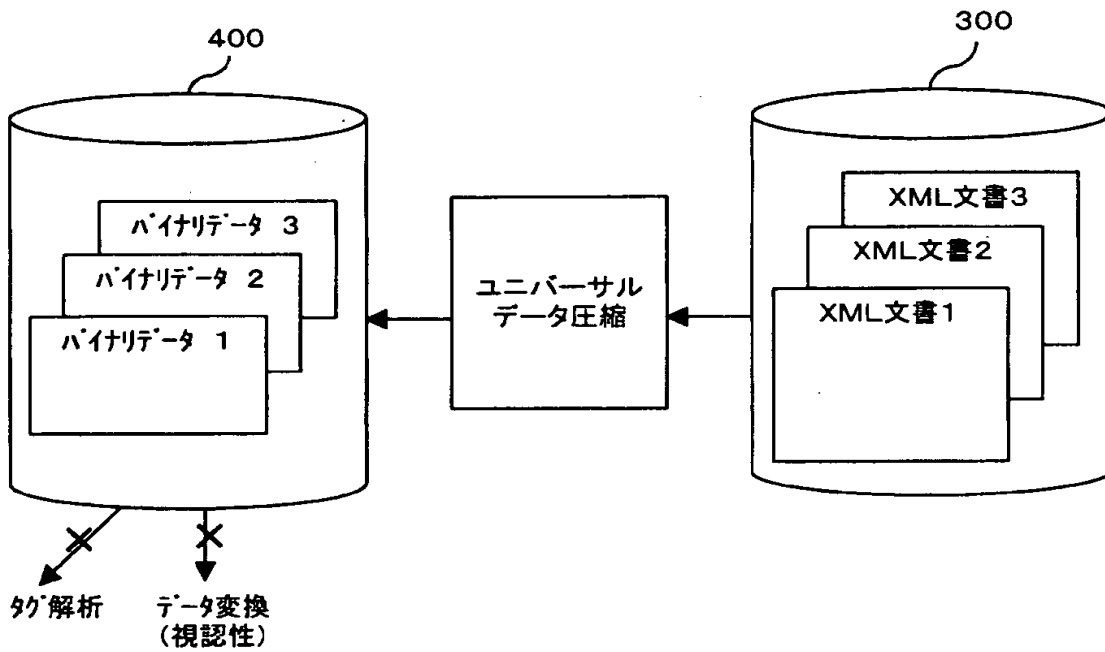 400
300
バイナリデータ 3
バイナリデータ 2
バイナリデータ 1
ユニバーサル
データ圧縮
XML文書3
XML文書2
XML文書1
タグ解析
データ変換
(視認性)